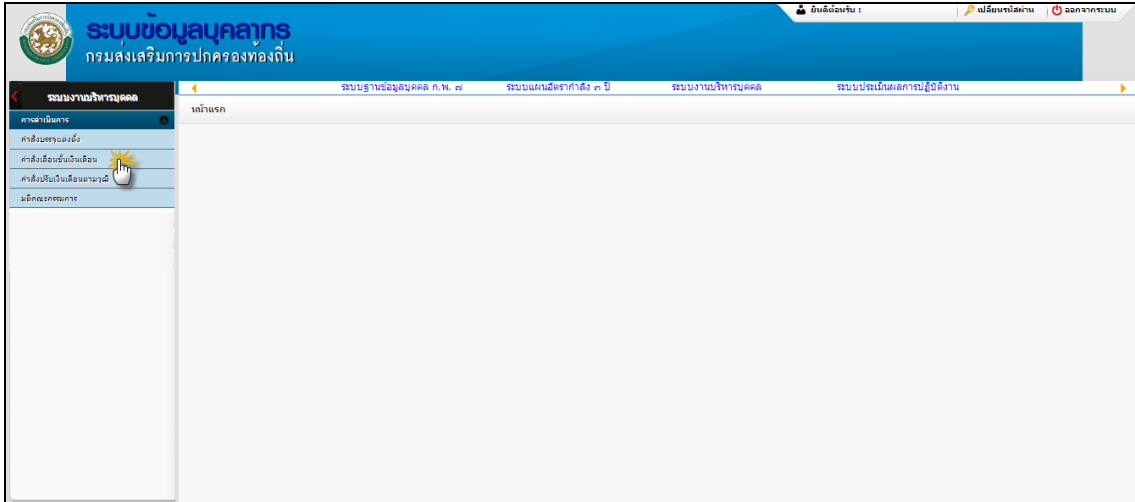 ยินดีต้อนรับ :
เปลี่ยนรหัสผ่าน
ออกจากระบบ
ระบบข้อมูลบุคลากร
กรมส่งเสริมการปกครองท้องถิ่น
ระบบงานบริหารบุคคล
ระบบฐานข้อมูลบุคคล ก.พ. ๗ ระบบแผนอัตรากำลัง ๓ ปี ระบบงานบริหารบุคคล ระบบประเมินผลการปฏิบัติงาน
หน้าแรก
การดำเนินการ
คำสั่งบรรจุแต่งตั้ง
คำสั่งเลื่อนขั้นเงินเดือน
คำสั่งปรับเงินเดือนตามวุฒิ
มติคณะกรรมการ